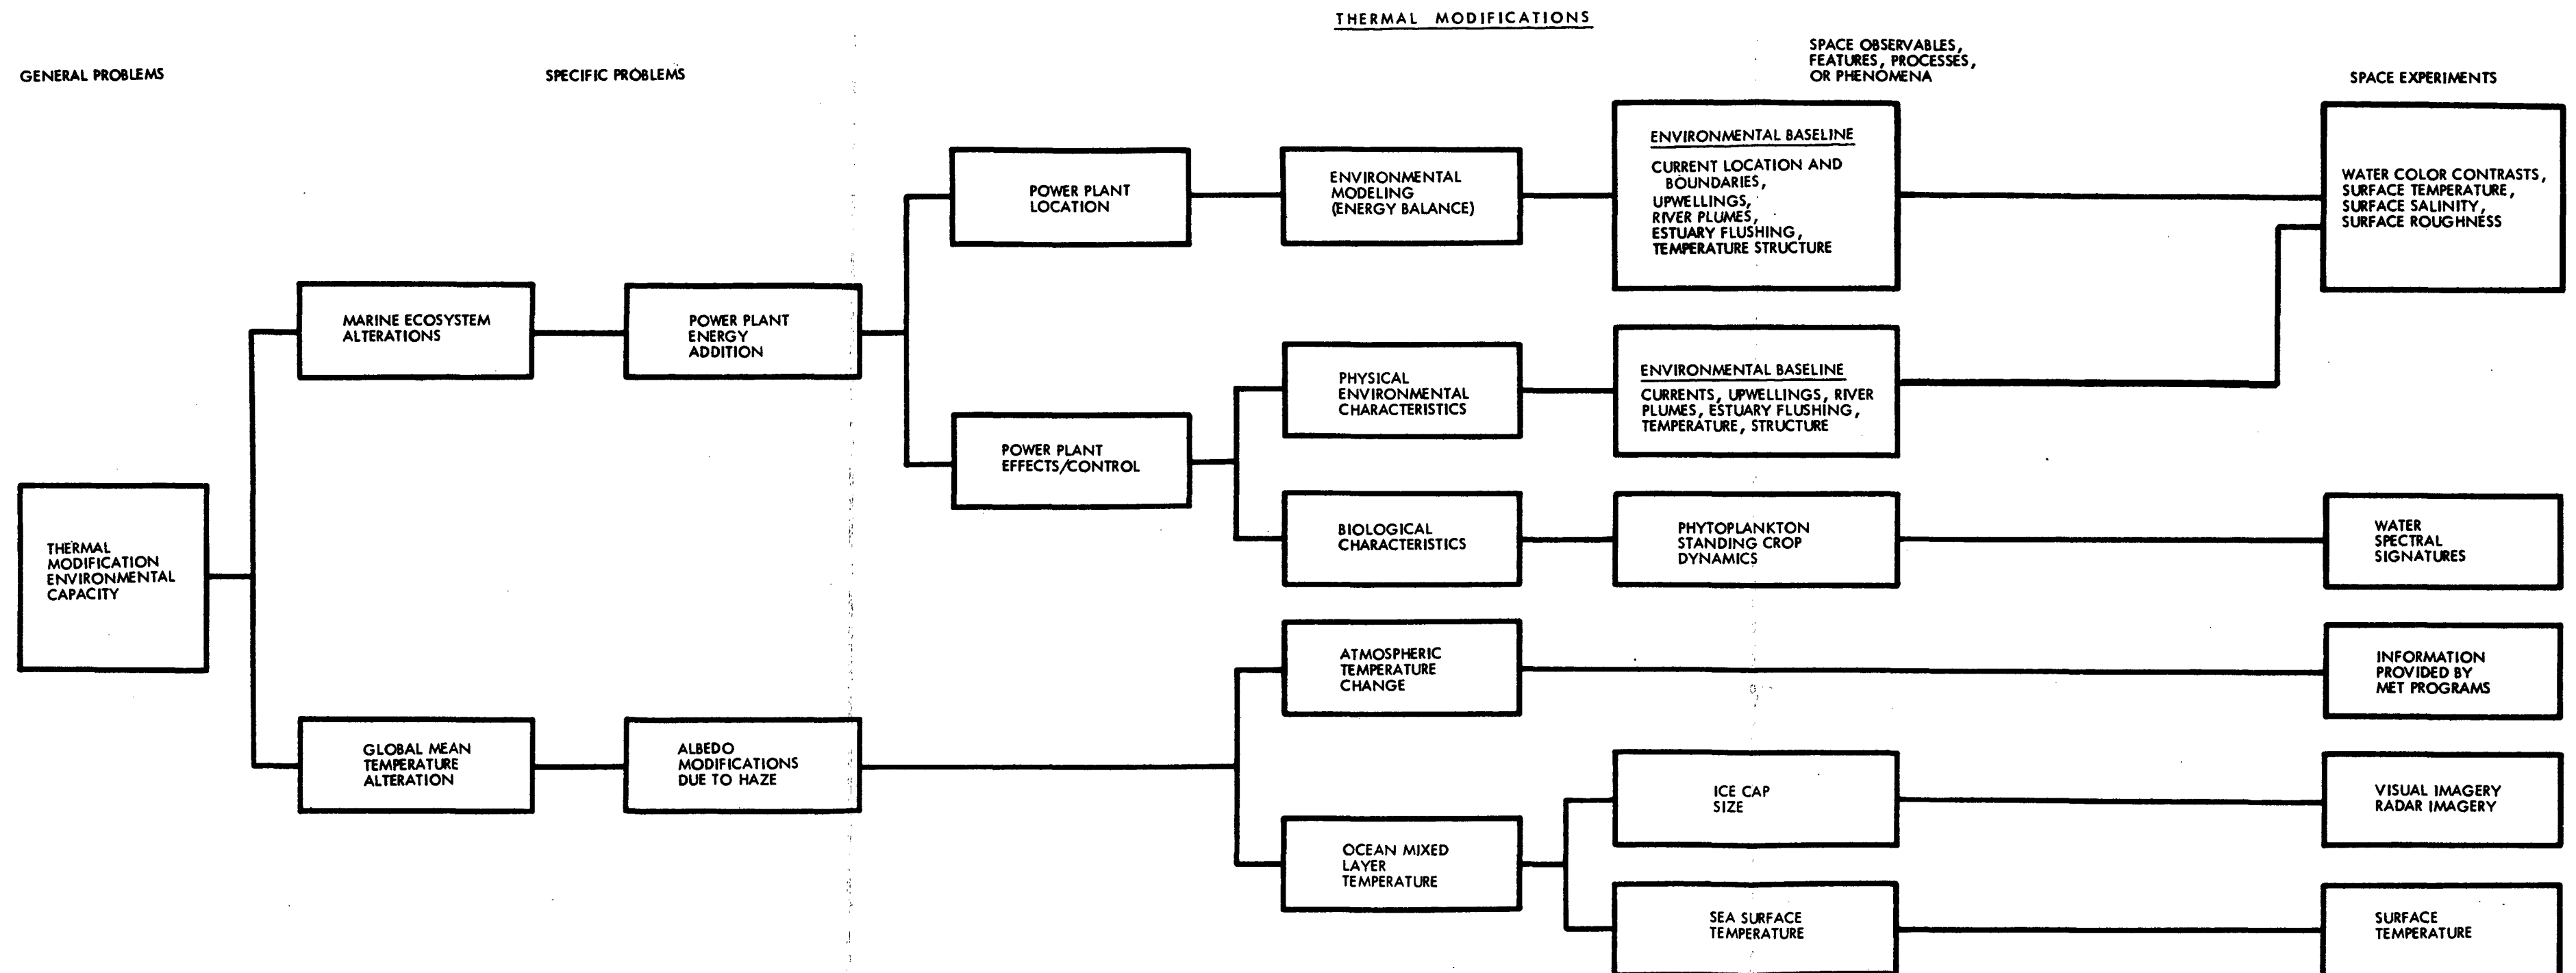 THERMAL MODIFICATIONS
GENERAL PROBLEMS
SPECIFIC PROBLEMS
SPACE OBSERVABLES,
FEATURES, PROCESSES,
OR PHENOMENA
SPACE EXPERIMENTS
POWER PLANT
LOCATION
ENVIRONMENTAL
MODELING
(ENERGY BALANCE)
ENVIRONMENTAL BASELINE
CURRENT LOCATION AND
BOUNDARIES,
UPWELLINGS,
RIVER PLUMES,
ESTUARY FLUSHING,
TEMPERATURE STRUCTURE
WATER COLOR CONTRASTS,
SURFACE TEMPERATURE,
SURFACE SALINITY,
SURFACE ROUGHNESS
MARINE ECOSYSTEM
ALTERATIONS
POWER PLANT
ENERGY
ADDITION
PHYSICAL
ENVIRONMENTAL
CHARACTERISTICS
ENVIRONMENTAL BASELINE
CURRENTS, UPWELLINGS, RIVER
PLUMES, ESTUARY FLUSHING,
TEMPERATURE, STRUCTURE
POWER PLANT
EFFECTS/CONTROL
BIOLOGICAL
CHARACTERISTICS
PHYTOPLANKTON
STANDING CROP
DYNAMICS
WATER
SPECTRAL
SIGNATURES
THERMAL
MODIFICATION
ENVIRONMENTAL
CAPACITY
ATMOSPHERIC
TEMPERATURE
CHANGE
INFORMATION
PROVIDED BY
MET PROGRAMS
GLOBAL MEAN
TEMPERATURE
ALTERATION
ALBEDO
MODIFICATIONS
DUE TO HAZE
ICE CAP
SIZE
VISUAL IMAGERY
RADAR IMAGERY
OCEAN MIXED
LAYER
TEMPERATURE
SEA SURFACE
TEMPERATURE
SURFACE
TEMPERATURE